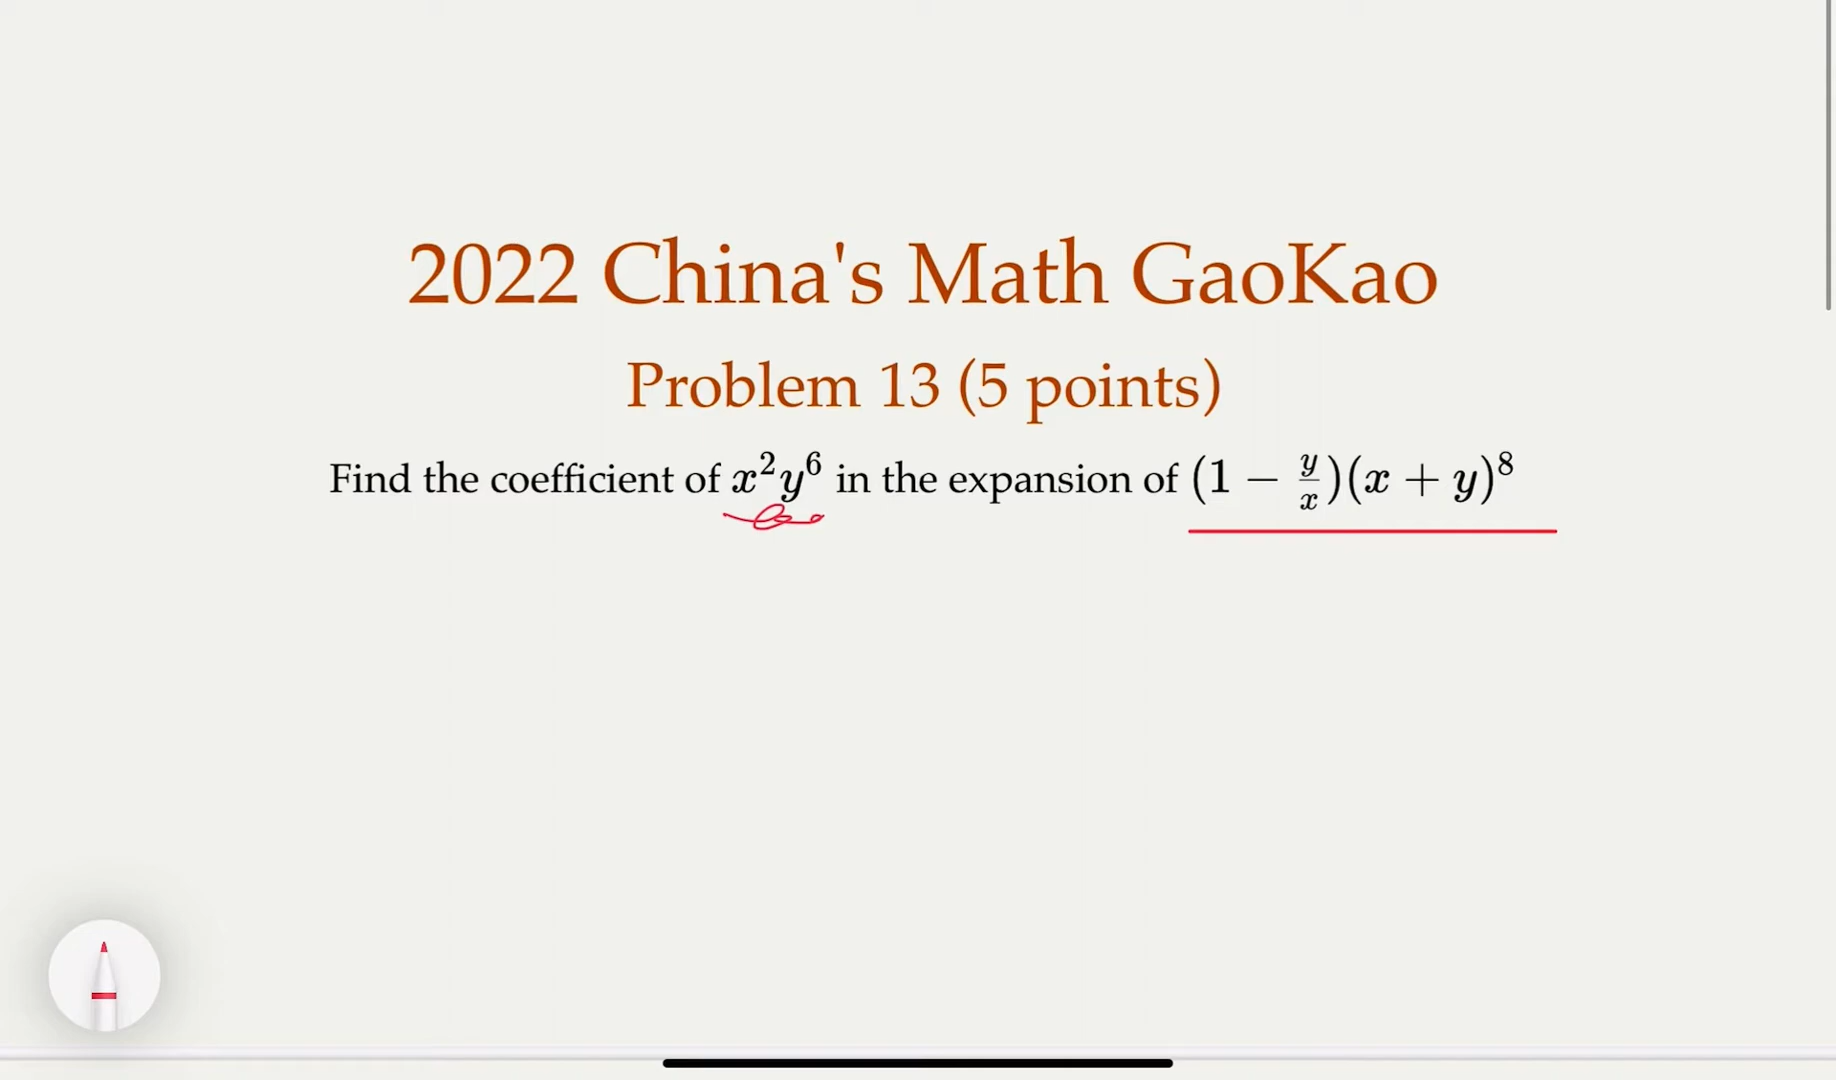 2022 China's Math GaoKao
Problem 13 (5 points)
Find the coefficient of x²y⁶ in the expansion of (1 − y/x)(x + y)⁸